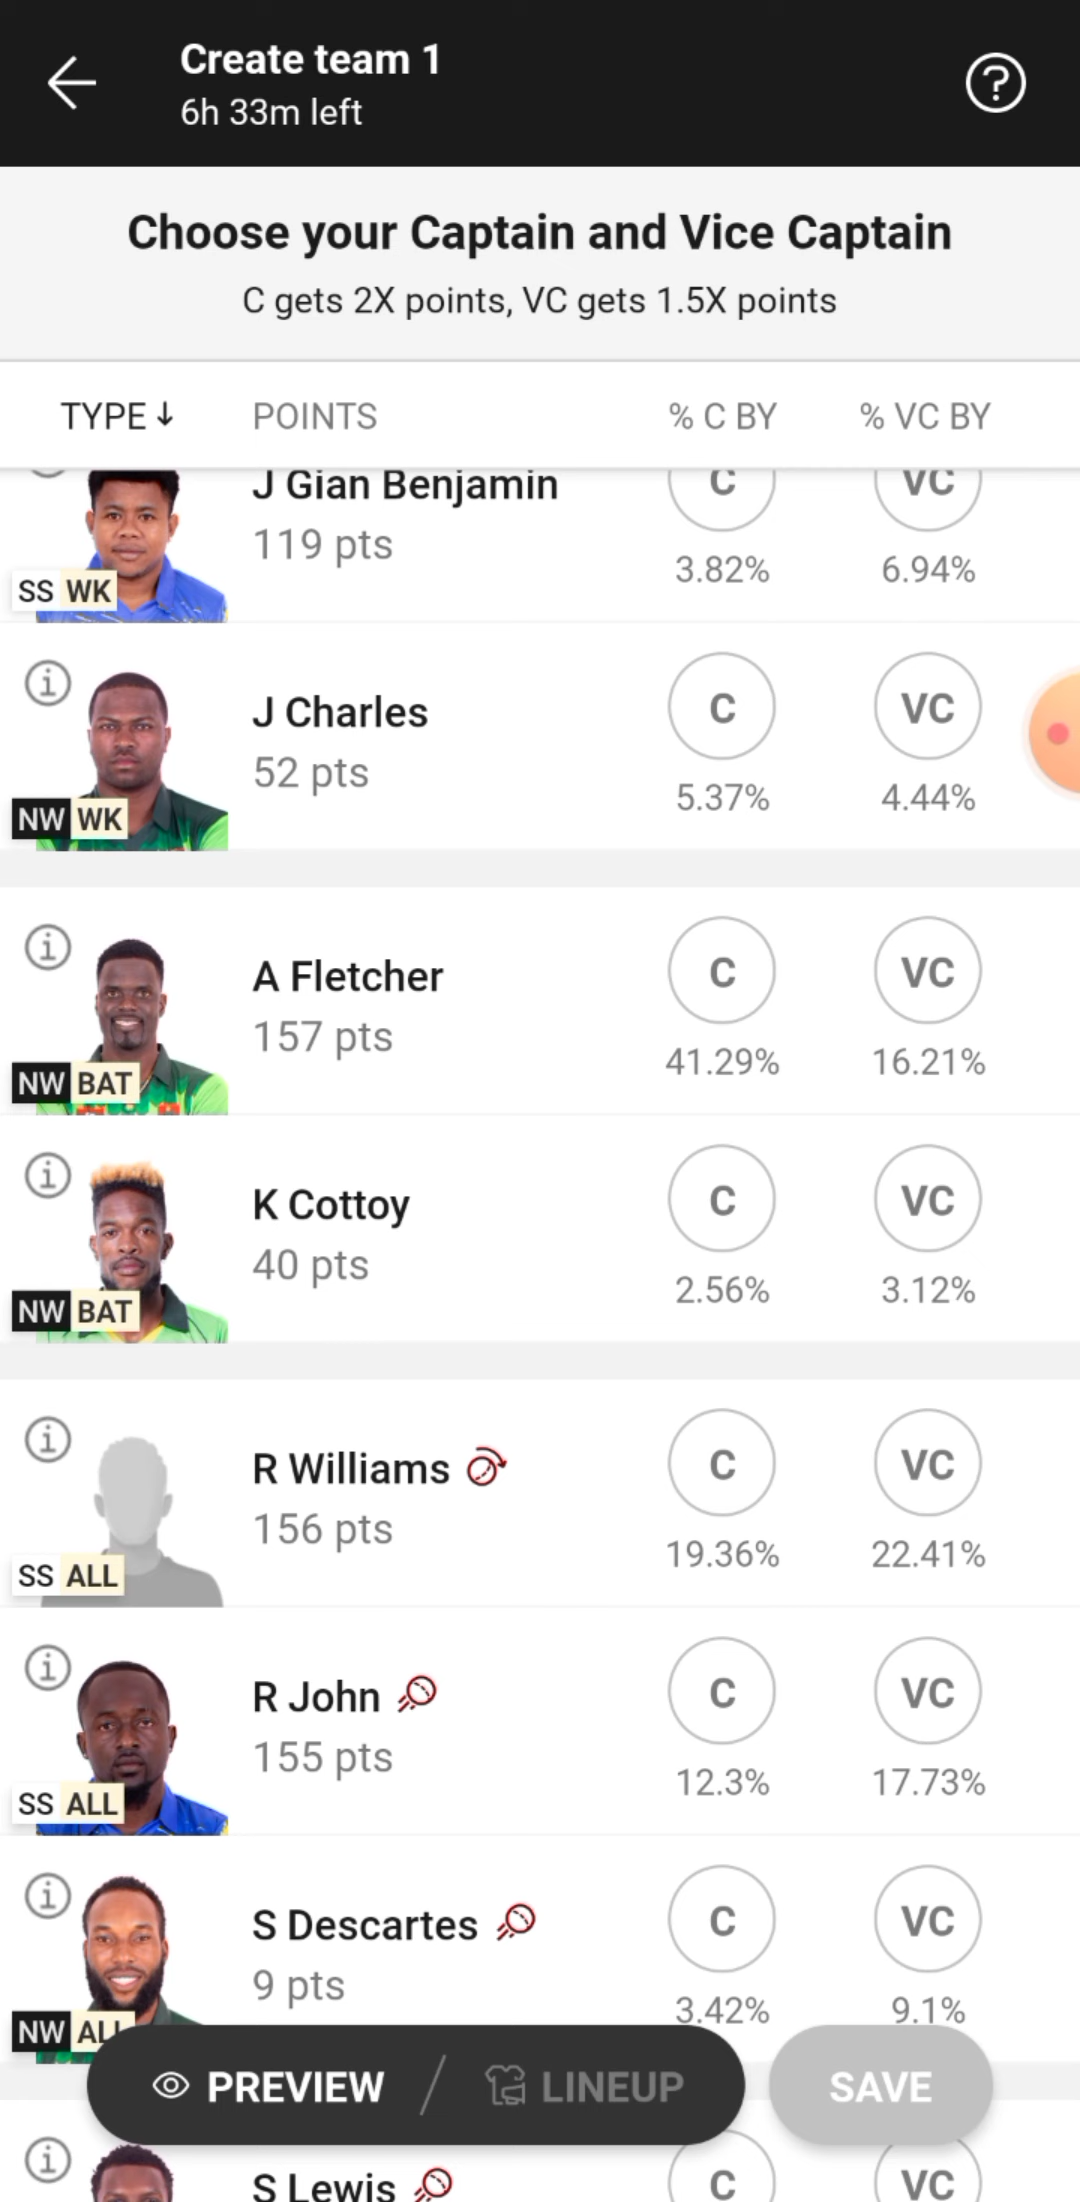 Create team 1
6h 33m left
Choose your Captain and Vice Captain
C gets 2X points, VC gets 1.5X points
TYPE↓ POINTS % C BY % VC BY
J Gian Benjamin C VC
119 pts
3.82% 6.94%
SS WK
J Charles C VC
52 pts
5.37% 4.44%
NW WK
A Fletcher C VC
157 pts
41.29% 16.21%
NW BAT
K Cottoy C VC
40 pts
2.56% 3.12%
NW BAT
R Williams C VC
156 pts
19.36% 22.41%
SS ALL
R John C VC
155 pts
12.3% 17.73%
SS ALL
S Descartes C VC
9 pts
3.42% 9.1%
NW ALL
PREVIEW / LINEUP SAVE
S Lewis C VC